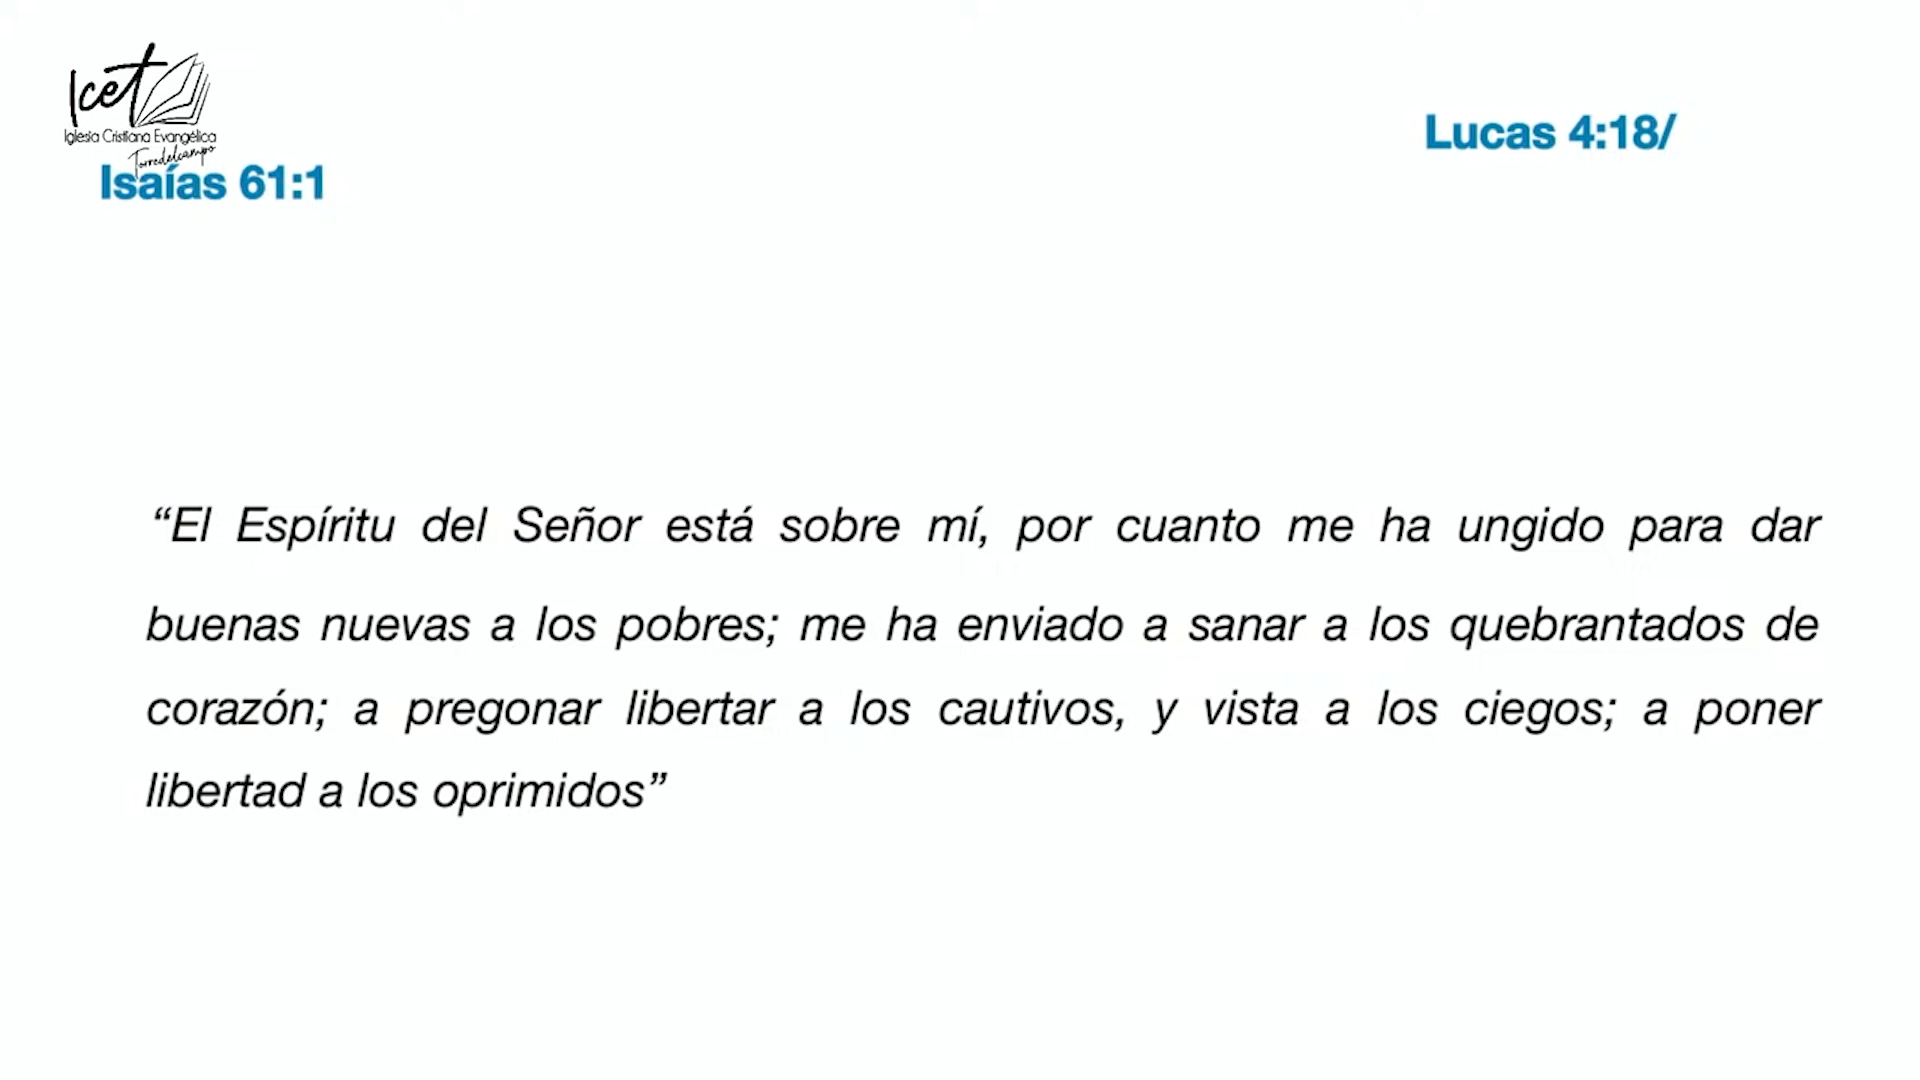 Icet
Iglesia Cristiana Evangélica
Torredelcampo
Lucas 4:18/
Isaías 61:1
“El Espíritu del Señor está sobre mí, por cuanto me ha ungido para dar
buenas nuevas a los pobres; me ha enviado a sanar a los quebrantados de
corazón; a pregonar libertar a los cautivos, y vista a los ciegos; a poner
libertad a los oprimidos”